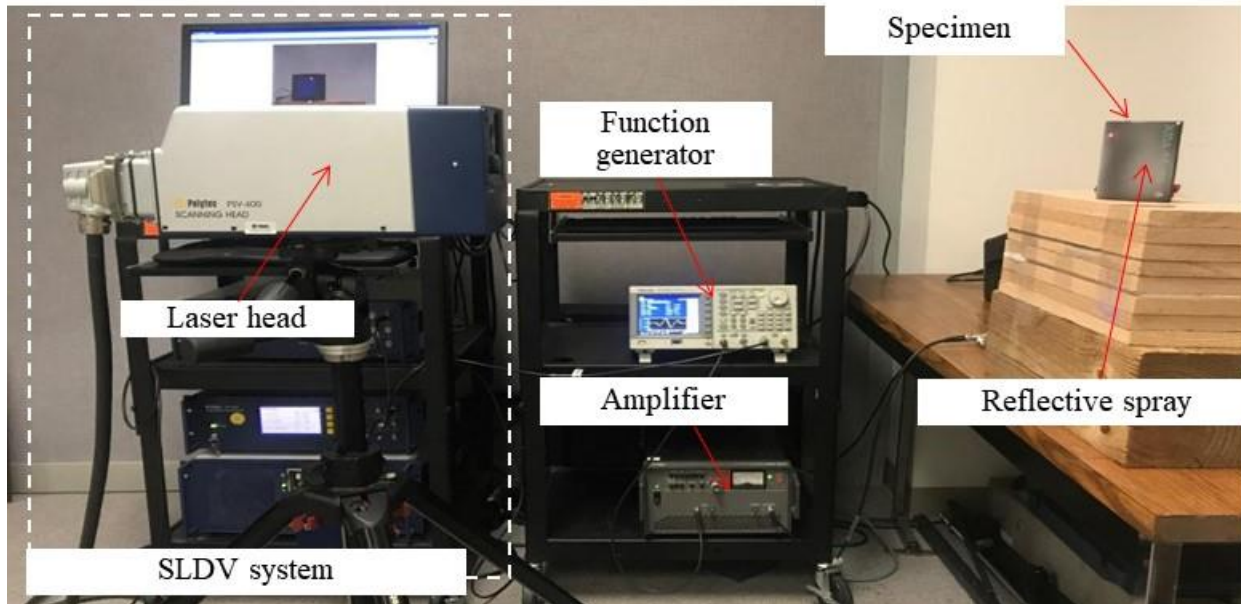 Specimen
Function
generator
Polytec PSV-400
SCANNING HEAD
Laser head
Amplifier
Reflective spray
SLDV system